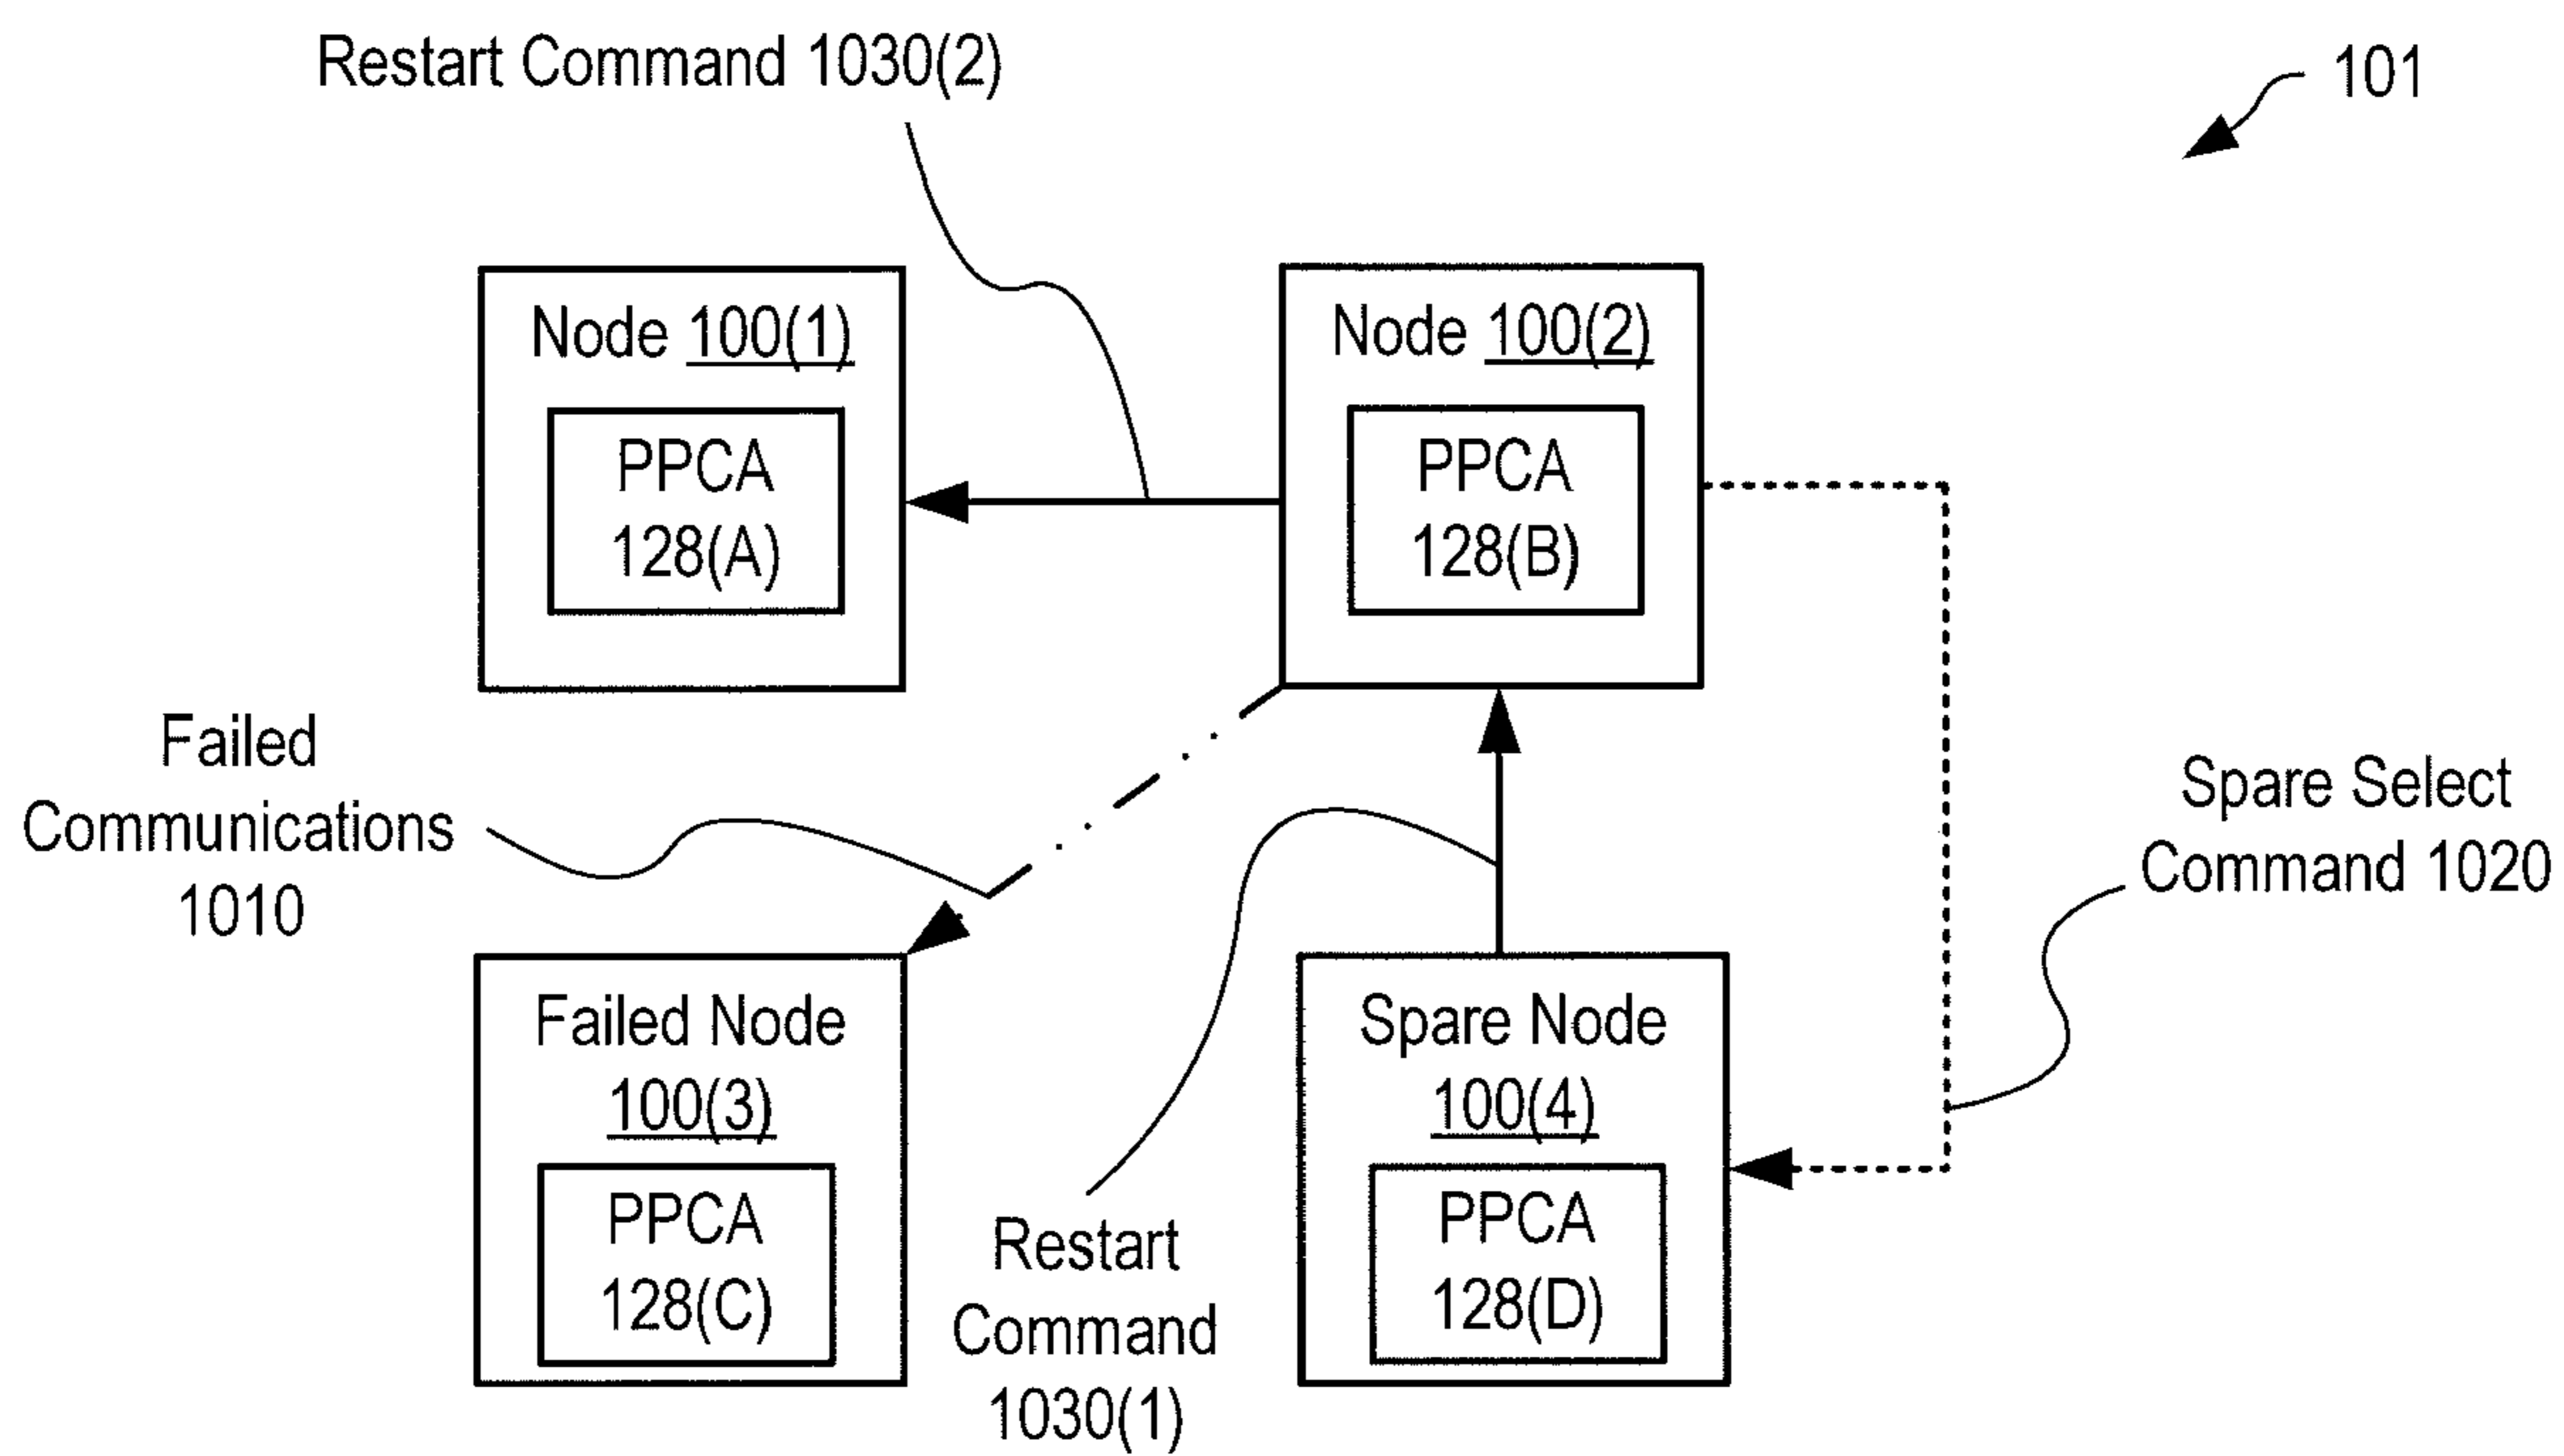 Restart Command 1030(2)
101
Node 100(1)
PPCA
128(A)
Node 100(2)
PPCA
128(B)
Failed
Communications
1010
Spare Select
Command 1020
Failed Node
100(3)
PPCA
128(C)
Spare Node
100(4)
PPCA
128(D)
Restart
Command
1030(1)